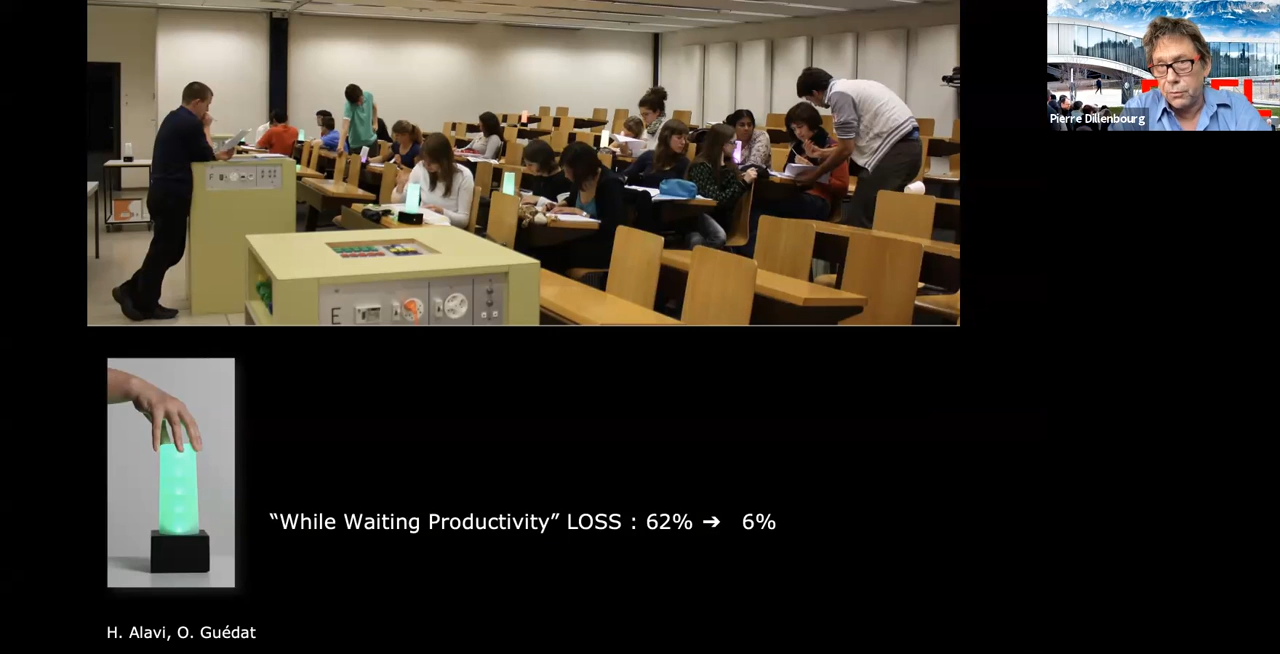 Pierre Dillenbourg
F
E
“While Waiting Productivity” LOSS : 62% ➔ 6%
H. Alavi, O. Guédat